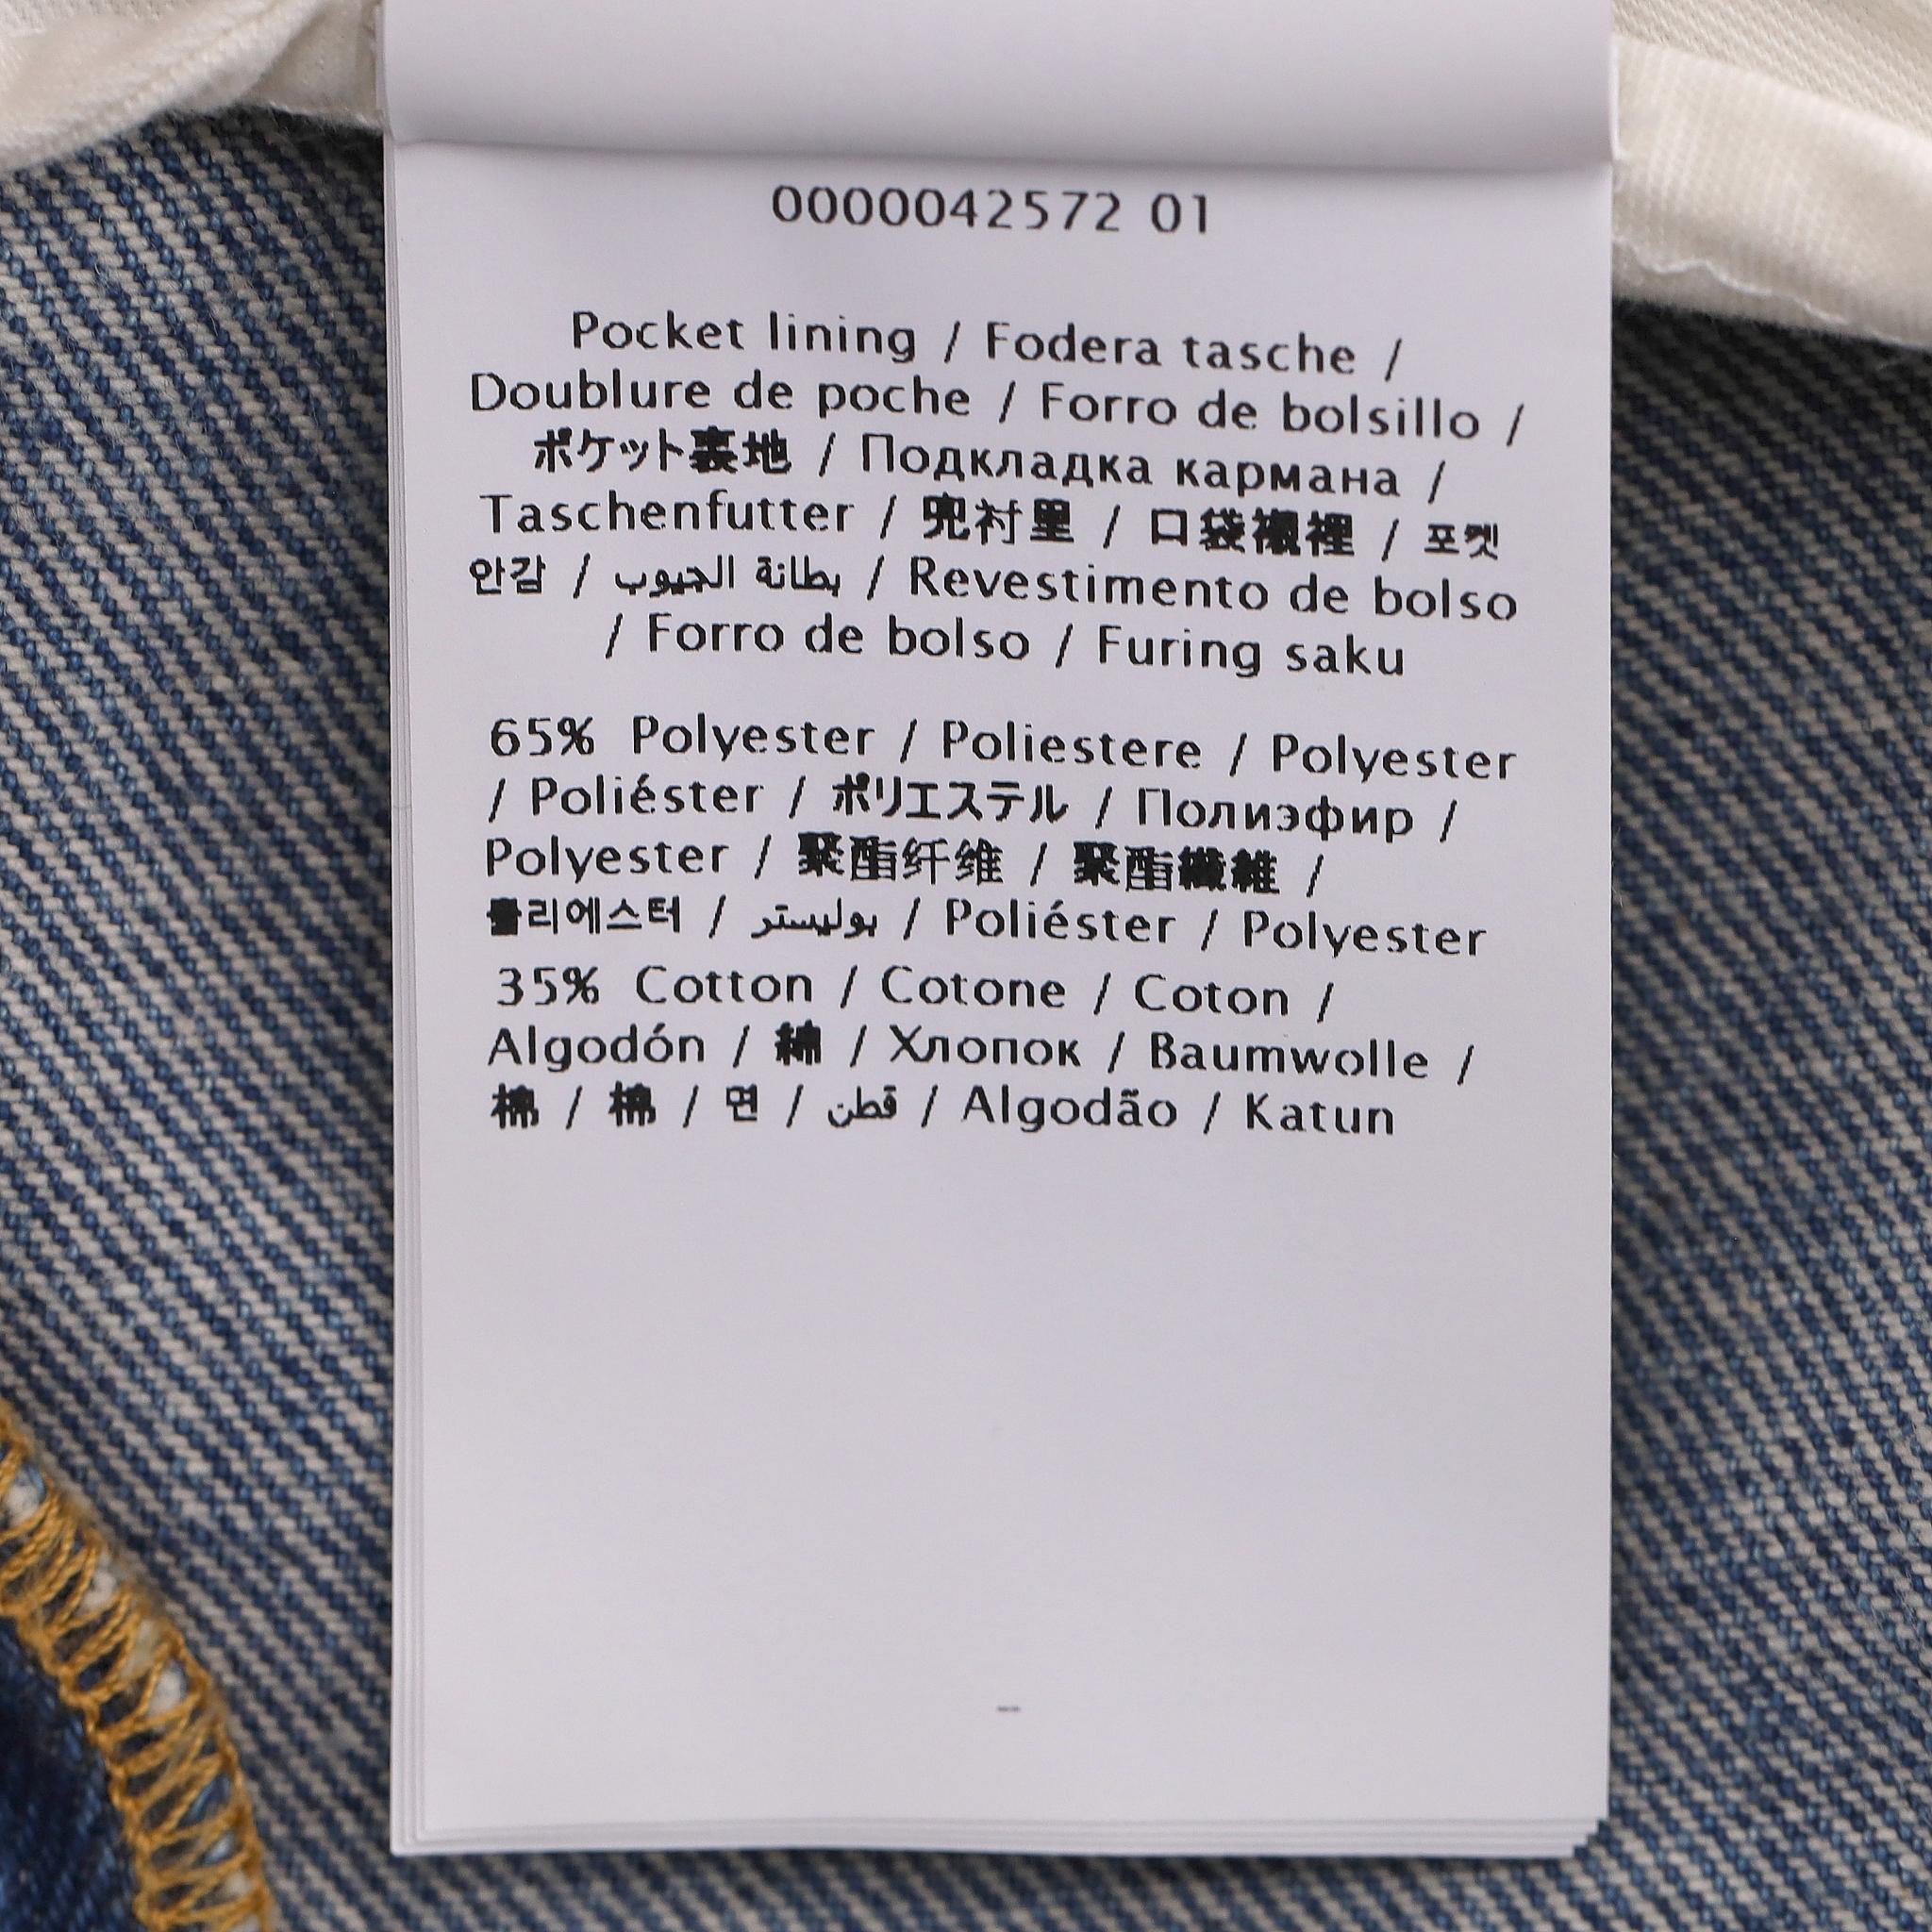 0000042572 01
Pocket lining / Fodera tasche /
Doublure de poche / Forro de bolsillo /
ポケット裏地 / Подкладка кармана /
Taschenfutter / 兜衬里 / 口袋襯裡 / 포켓
안감 / بطانة الجيوب / Revestimento de bolso
/ Forro de bolso / Furing saku
65% Polyester / Poliestere / Polyester
/ Poliéster / ポリエステル / Полиэфир /
Polyester / 聚酯纤维 / 聚酯纖維 /
폴리에스터 / بوليستر / Poliéster / Polyester
35% Cotton / Cotone / Coton /
Algodón / 綿 / Хлопок / Baumwolle /
棉 / 棉 / 면 / قطن / Algodão / Katun